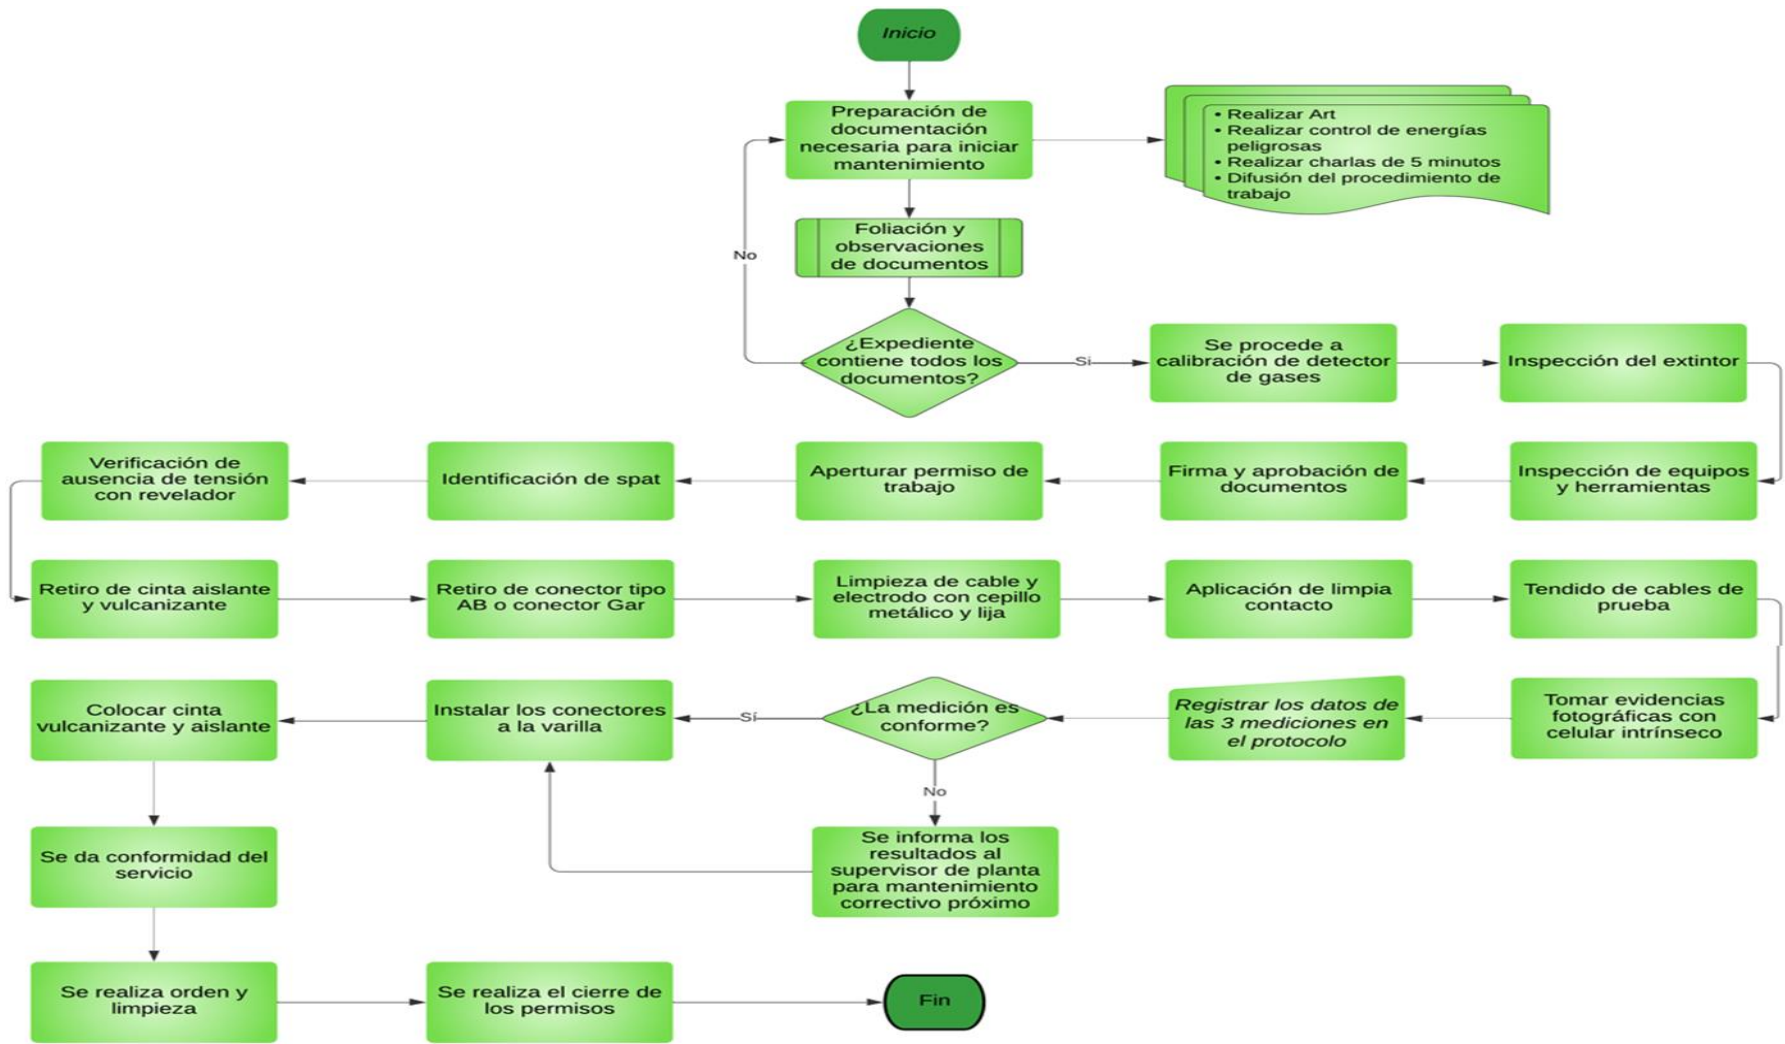 Inicio
Preparación de
documentación
necesaria para iniciar
mantenimiento
• Realizar Art
• Realizar control de energías
peligrosas
• Realizar charlas de 5 minutos
• Difusión del procedimiento de
trabajo
Foliación y
observaciones
de documentos
No
¿Expediente
contiene todos los
documentos?
Si
Se procede a
calibración de detector
de gases
Inspección del extintor
Inspección de equipos
y herramientas
Firma y aprobación de
documentos
Aperturar permiso de
trabajo
Identificación de spat
Verificación de
ausencia de tensión
con revelador
Retiro de cinta aislante
y vulcanizante
Retiro de conector tipo
AB o conector Gar
Limpieza de cable y
electrodo con cepillo
metálico y lija
Aplicación de limpia
contacto
Tendido de cables de
prueba
Tomar evidencias
fotográficas con
celular intrínseco
Registrar los datos de
las 3 mediciones en
el protocolo
¿La medición es
conforme?
Sí
Instalar los conectores
a la varilla
Colocar cinta
vulcanizante y aislante
No
Se informa los
resultados al
supervisor de planta
para mantenimiento
correctivo próximo
Se da conformidad del
servicio
Se realiza orden y
limpieza
Se realiza el cierre de
los permisos
Fin